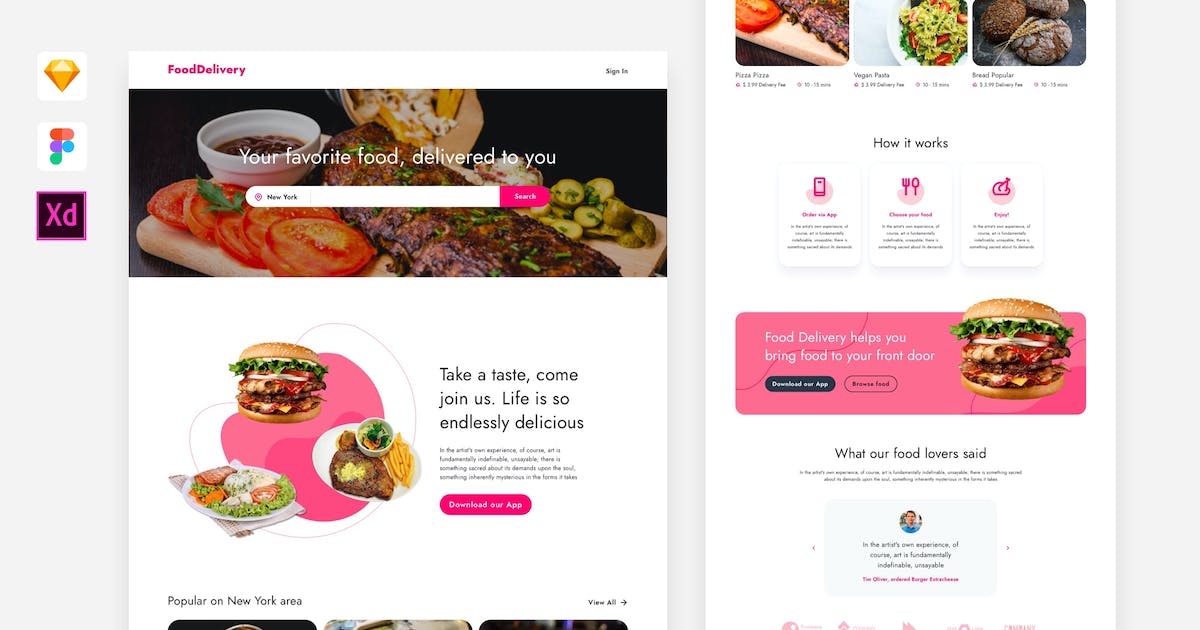 Xd
FoodDelivery
Sign In
Your favorite food, delivered to you
New York
Search
Take a taste, come
join us. Life is so
endlessly delicious
In the artist's own experience, of course, art is
fundamentally indefinable, unsayable; there is
something sacred about its demands upon the soul,
something inherently mysterious in the forms it takes
Download our App
Popular on New York area
View All
Pizza Pizza
$ 3.99 Delivery Fee
10 - 15 mins
Vegan Pasta
$ 3.99 Delivery Fee
10 - 15 mins
Bread Popular
$ 3.99 Delivery Fee
10 - 15 mins
How it works
Order via App
In the artist's own experience, of
course, art is fundamentally
indefinable, unsayable; there is
something sacred about its demands
Choose your food
In the artist's own experience, of
course, art is fundamentally
indefinable, unsayable; there is
something sacred about its demands
Enjoy!
In the artist's own experience, of
course, art is fundamentally
indefinable, unsayable; there is
something sacred about its demands
Food Delivery helps you
bring food to your front door
Download our App
Browse food
What our food lovers said
In the artist's own experience, of course, art is fundamentally indefinable, unsayable; there is something sacred
about its demands upon the soul, something inherently mysterious in the forms it takes
In the artist's own experience, of
course, art is fundamentally
indefinable, unsayable
Tim Oliver, ordered Burger Estracheese
COMPANY